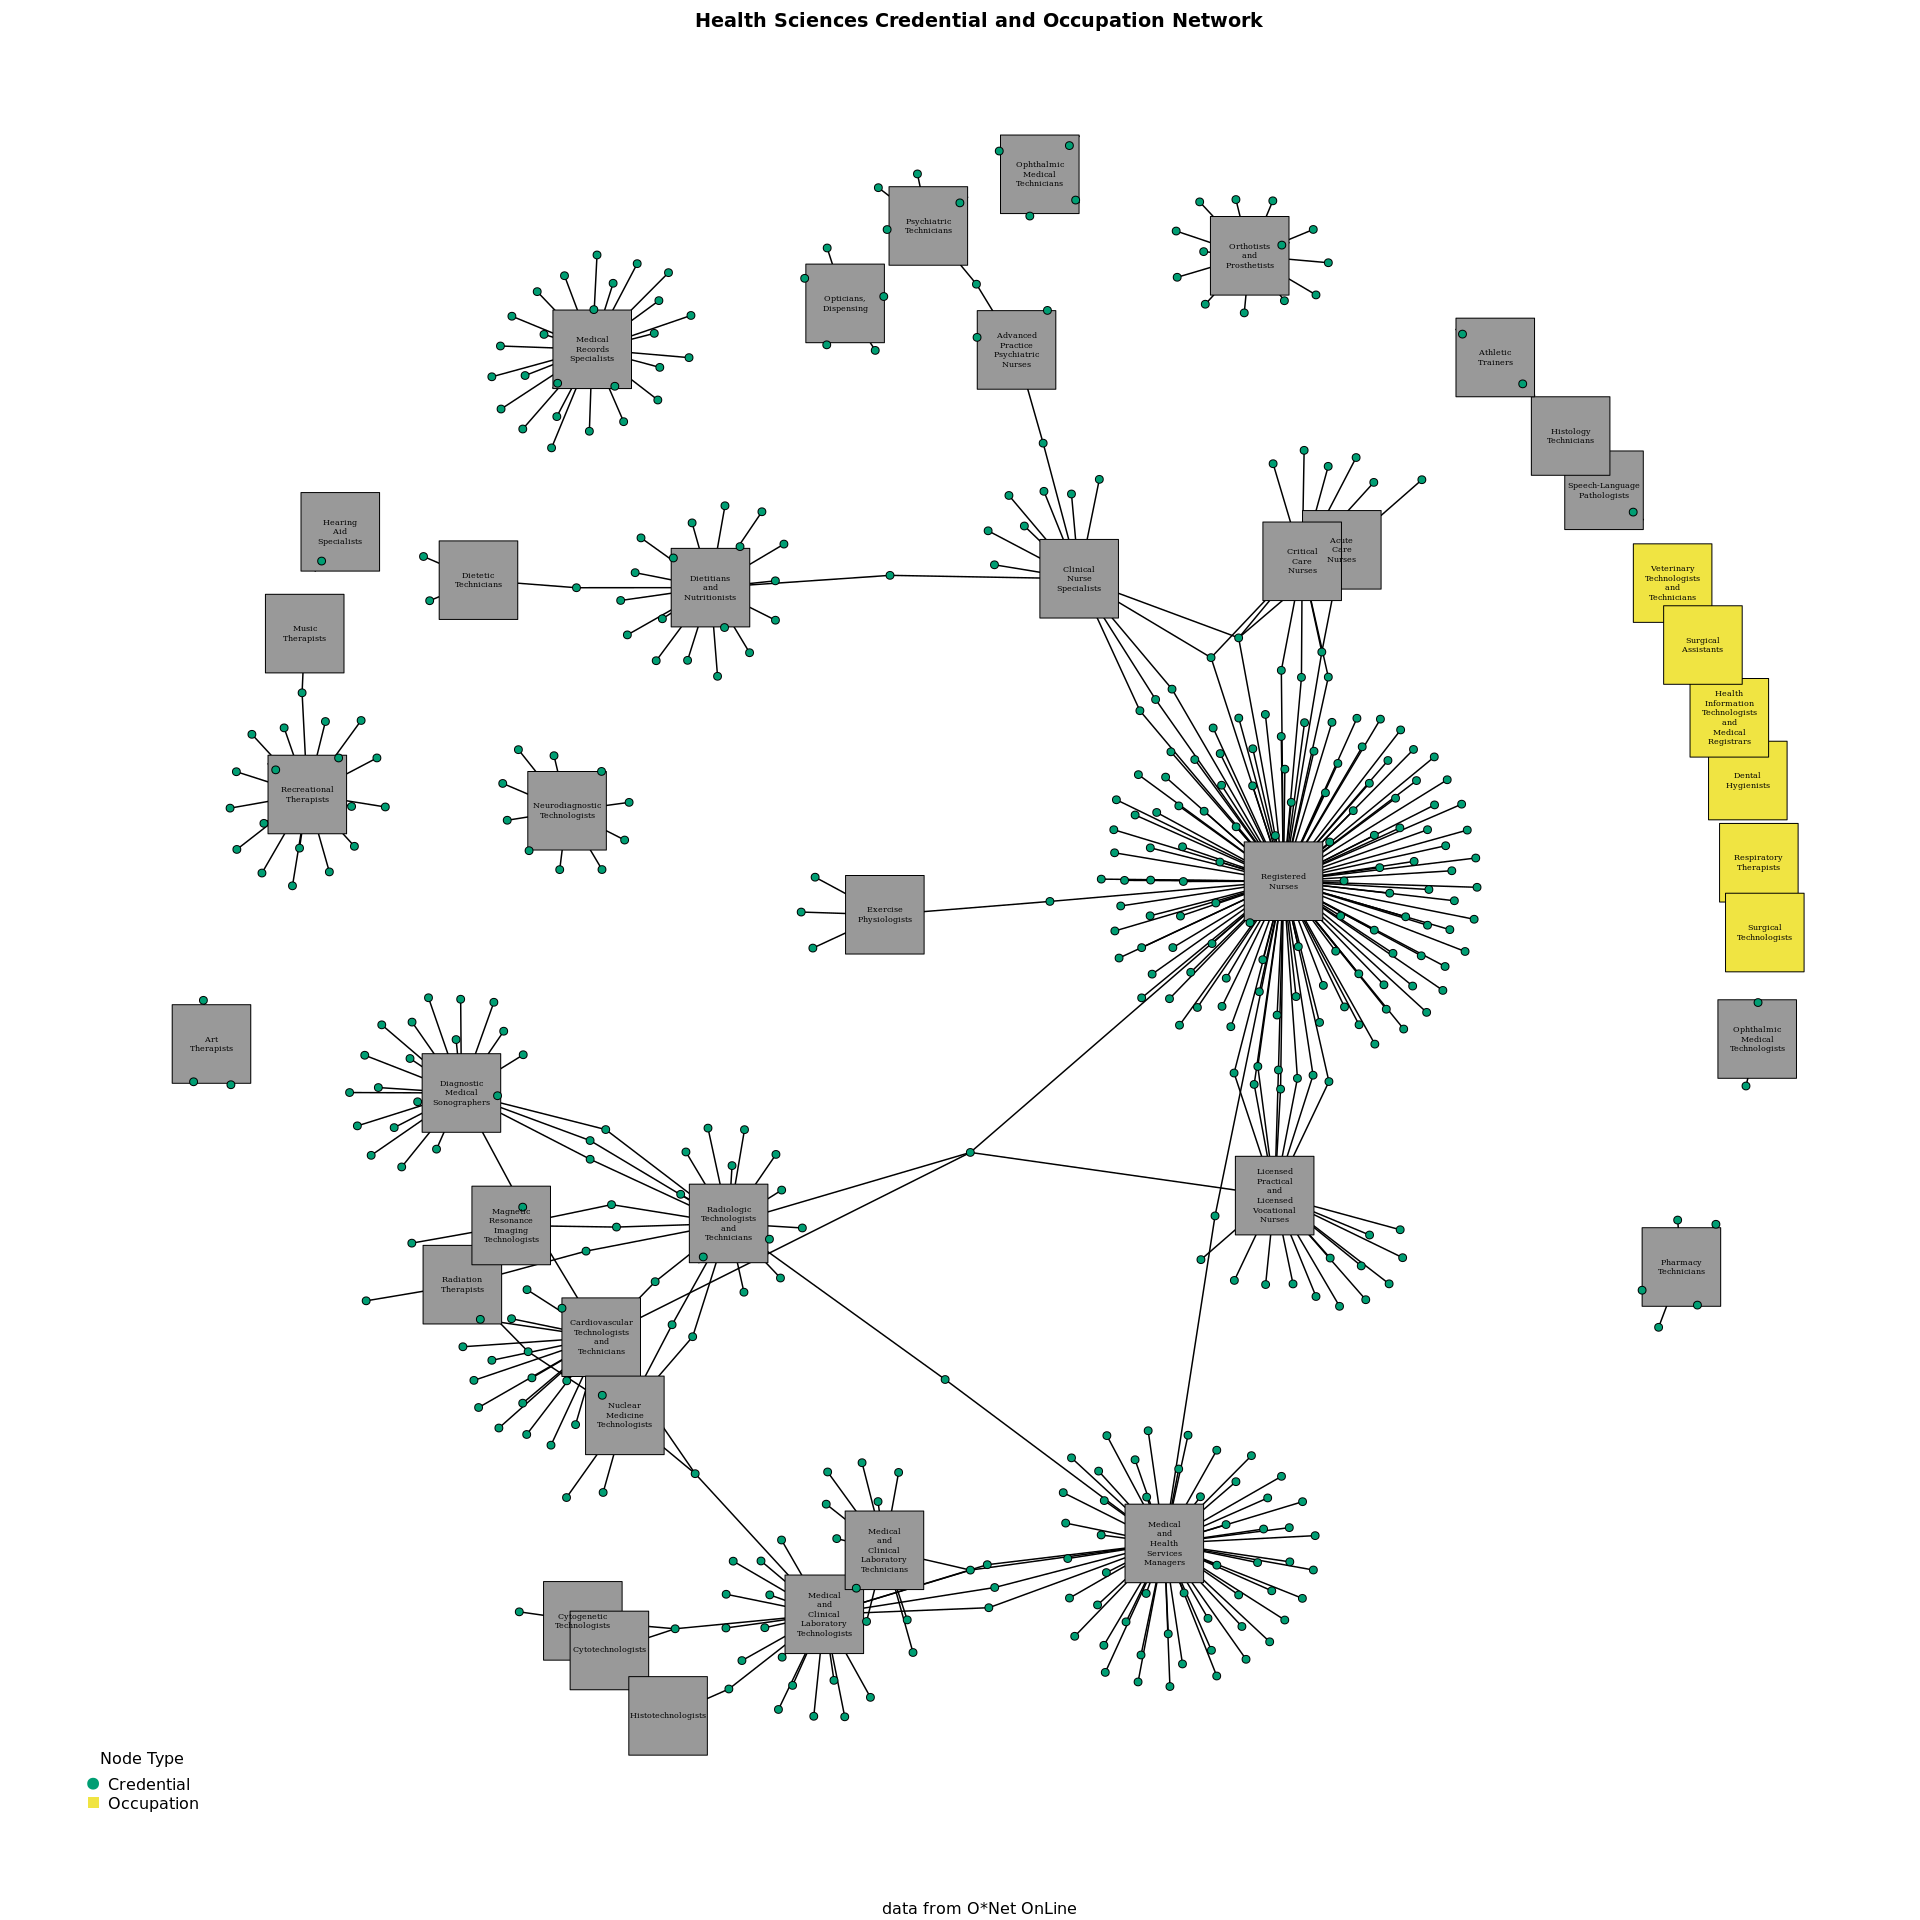 Health Sciences Credential and Occupation Network
Ophthalmic
Medical
Technicians
Psychiatric
Technicians
Orthotists
and
Prosthetists
Opticians,
Dispensing
Medical
Records
Specialists
Advanced
Practice
Psychiatric
Nurses
Athletic
Trainers
Histology
Technicians
Speech-Language
Pathologists
Hearing
Aid
Specialists
Dietetic
Technicians
Dietitians
and
Nutritionists
Clinical
Nurse
Specialists
Critical
Care
Nurses
Acute
Care
Nurses
Veterinary
Technologists
and
Technicians
Music
Therapists
Surgical
Assistants
Health
Information
Technologists
and
Medical
Registrars
Recreational
Therapists
Neurodiagnostic
Technologists
Dental
Hygienists
Respiratory
Therapists
Exercise
Physiologists
Registered
Nurses
Surgical
Technologists
Art
Therapists
Ophthalmic
Medical
Technologists
Diagnostic
Medical
Sonographers
Magnetic
Resonance
Imaging
Technologists
Radiologic
Technologists
and
Technicians
Licensed
Practical
and
Licensed
Vocational
Nurses
Pharmacy
Technicians
Radiation
Therapists
Cardiovascular
Technologists
and
Technicians
Nuclear
Medicine
Technologists
Medical
and
Clinical
Laboratory
Technicians
Medical
and
Health
Services
Managers
Medical
and
Clinical
Laboratory
Technologists
Cytogenetic
Technologists
Cytotechnologists
Histotechnologists
Node Type
Credential
Occupation
data from O*Net OnLine